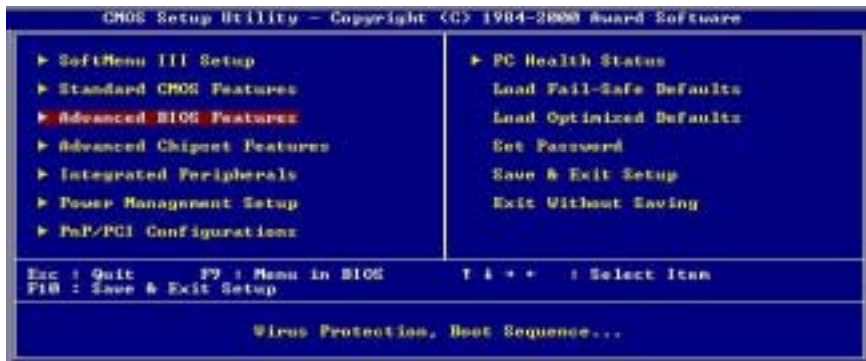 CMOS Setup Utility - Copyright (C) 1984-2000 Award Software
▶ SoftMenu III Setup
▶ Standard CMOS Features
▶ Advanced BIOS Features
▶ Advanced Chipset Features
▶ Integrated Peripherals
▶ Power Management Setup
▶ PnP/PCI Configurations
▶ PC Health Status
Load Fail-Safe Defaults
Load Optimized Defaults
Set Password
Save & Exit Setup
Exit Without Saving
Esc : Quit F9 : Menu in BIOS ↑ ↓ → ← : Select Item
F10 : Save & Exit Setup
Virus Protection, Boot Sequence...